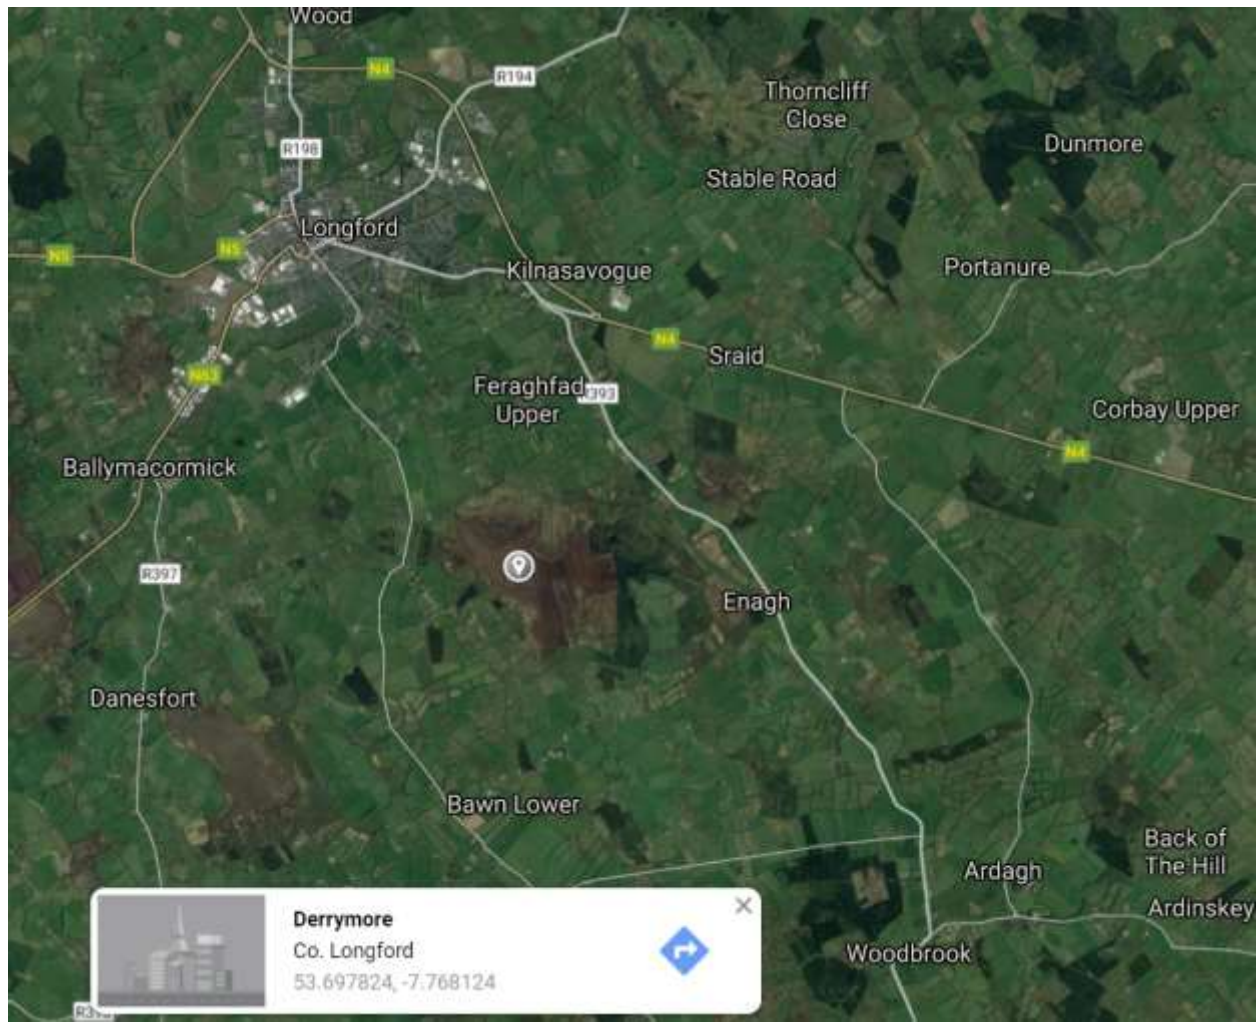 Wood
N4
R194
Thorncliff
Close
Dunmore
R198
Stable Road
Longford
N5
N5
Kilnasavogue
Portanure
N4
Sraid
N63
Feraghfad
Upper
R393
Corbay Upper
N4
Ballymacormick
R397
Enagh
Danesfort
Bawn Lower
Back of
The Hill
Ardagh
Ardinskey
Woodbrook
Derrymore
Co. Longford
53.697824, -7.768124